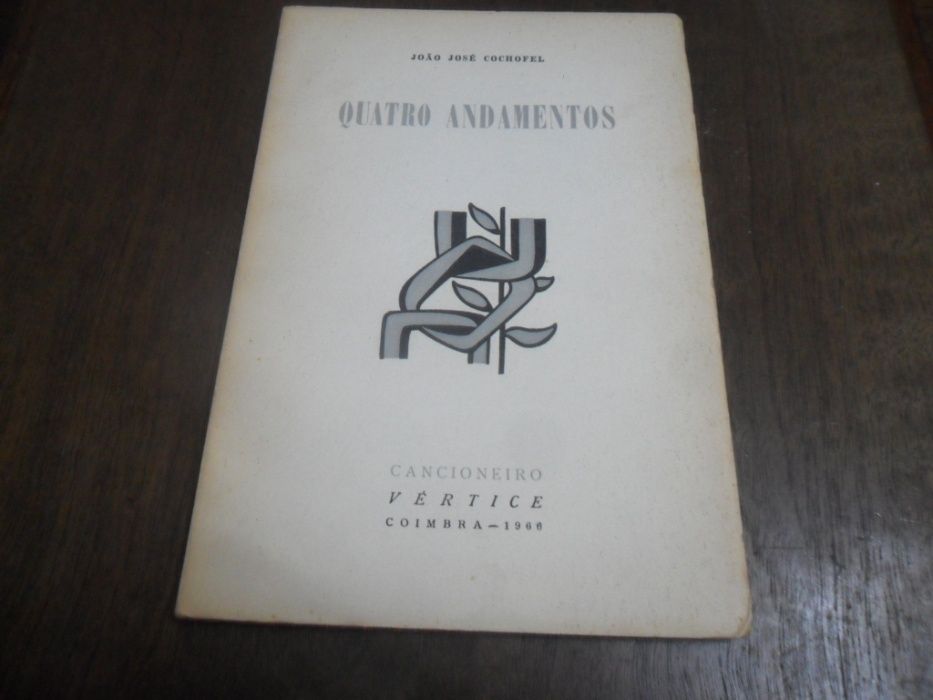 JOÃO JOSÉ COCHOFEL
QUATRO ANDAMENTOS
CANCIONEIRO
VÉRTICE
COIMBRA — 1966